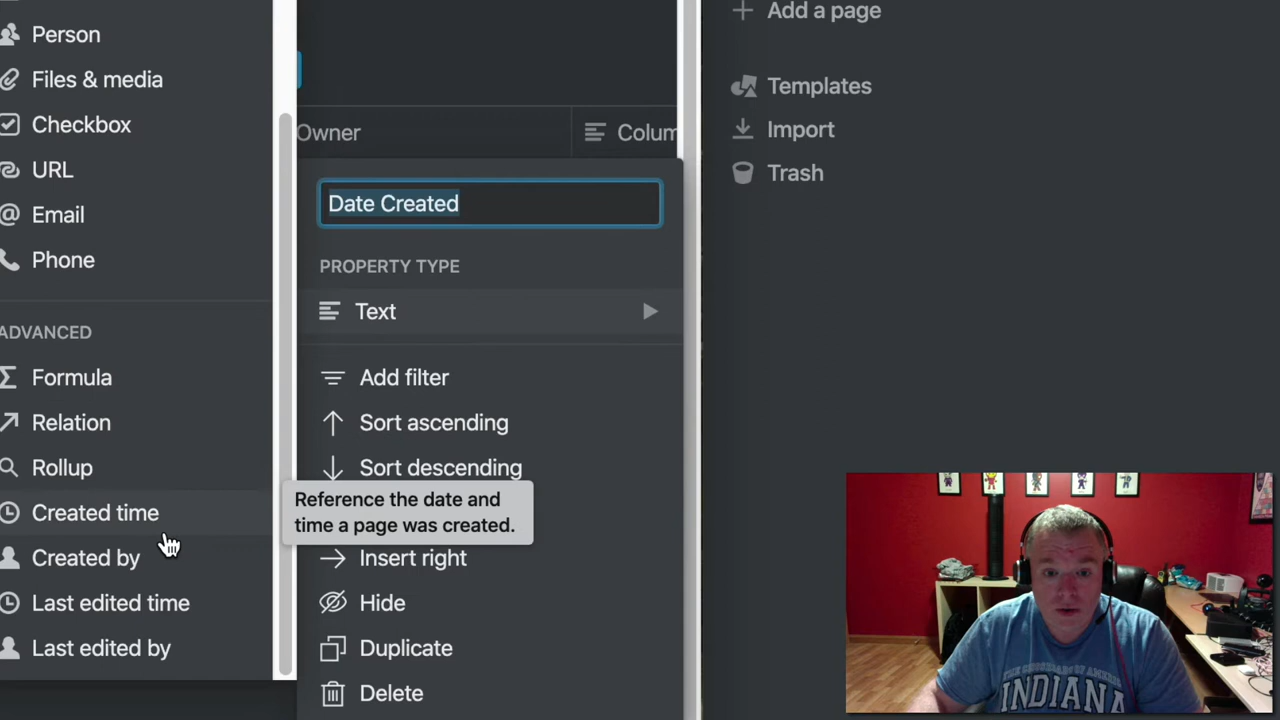 Person
Files & media
Checkbox
URL
Email
Phone
ADVANCED
Formula
Relation
Rollup
Created time
Created by
Last edited time
Last edited by
Owner
Colum
Date Created
PROPERTY TYPE
Text
Add filter
Sort ascending
Sort descending
Reference the date and
time a page was created.
Insert right
Hide
Duplicate
Delete
Add a page
Templates
Import
Trash
INDIANA